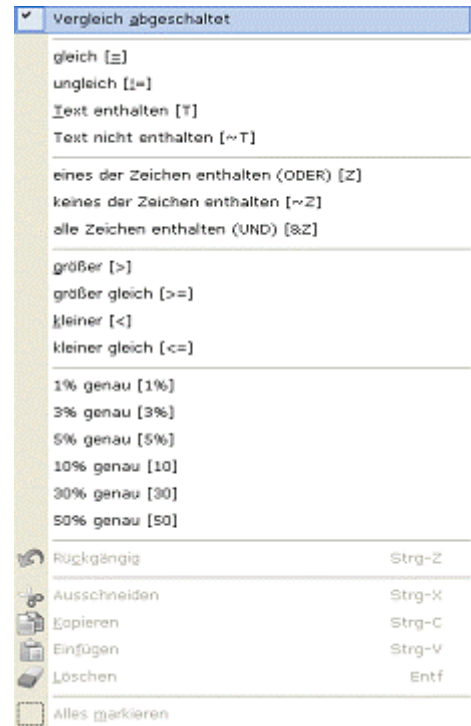 Vergleich abgeschaltet
gleich [=]
ungleich [!=]
Text enthalten [T]
Text nicht enthalten [~T]
eines der Zeichen enthalten (ODER) [Z]
keines der Zeichen enthalten [~Z]
alle Zeichen enthalten (UND) [&Z]
größer [>]
größer gleich [>=]
kleiner [<]
kleiner gleich [<=]
1% genau [1%]
3% genau [3%]
5% genau [5%]
10% genau [10]
30% genau [30]
50% genau [50]
Rückgängig Strg-Z
Ausschneiden Strg-X
Kopieren Strg-C
Einfügen Strg-V
Löschen Entf
Alles markieren